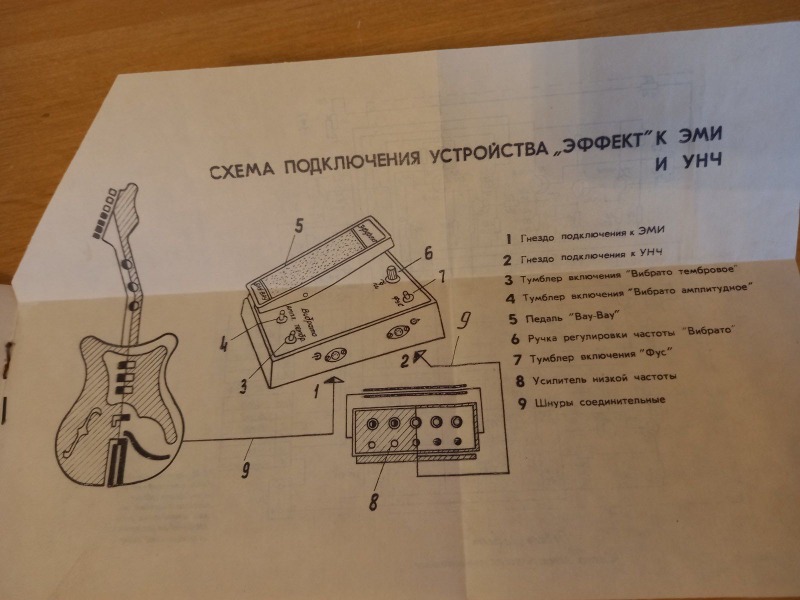 СХЕМА ПОДКЛЮЧЕНИЯ УСТРОЙСТВА „ЭФФЕКТ" К ЭМИ
И УНЧ
1 Гнездо подключения к ЭМИ
2 Гнездо подключения к УНЧ
3 Тумблер включения "Вибрато тембровое"
4 Тумблер включения "Вибрато амплитудное"
5 Педаль "Вау-Вау"
6 Ручка регулировки частоты "Вибрато"
7 Тумблер включения "Фус"
8 Усилитель низкой частоты
9 Шнуры соединительные
5
6
7
Вибрато
4
3
1
2
9
9
8